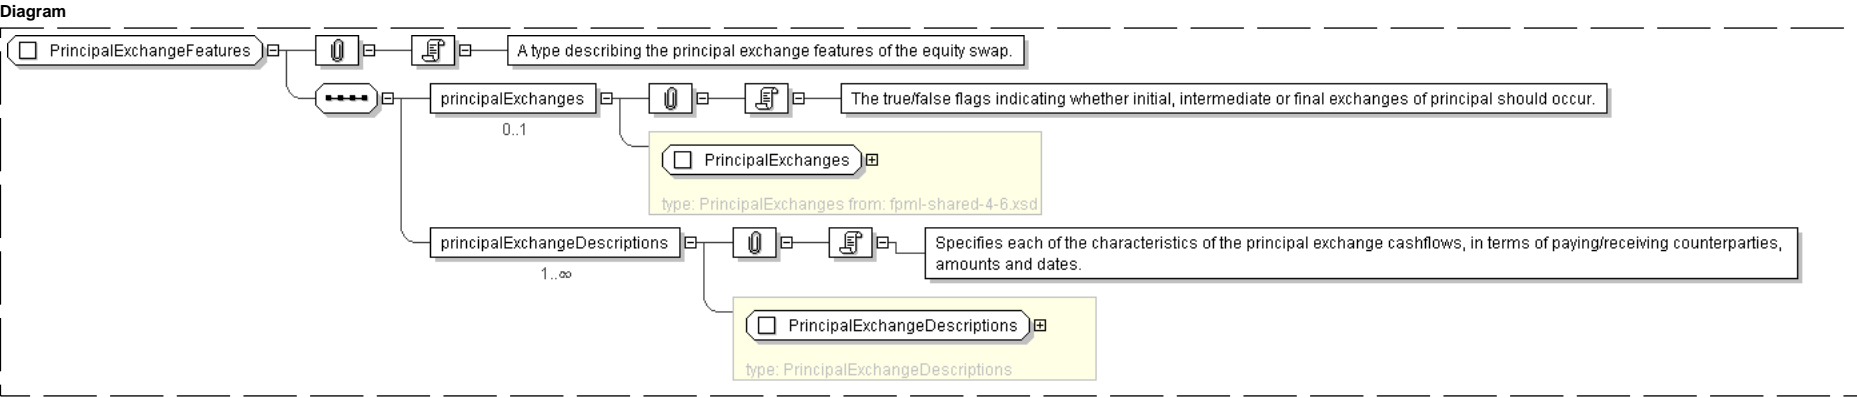 Diagram
PrincipalExchangeFeatures
A type describing the principal exchange features of the equity swap.
principalExchanges
The true/false flags indicating whether initial, intermediate or final exchanges of principal should occur.
0..1
PrincipalExchanges
type: PrincipalExchanges from: fpml-shared-4-6.xsd
principalExchangeDescriptions
Specifies each of the characteristics of the principal exchange cashflows, in terms of paying/receiving counterparties,
amounts and dates.
1..∞
PrincipalExchangeDescriptions
type: PrincipalExchangeDescriptions